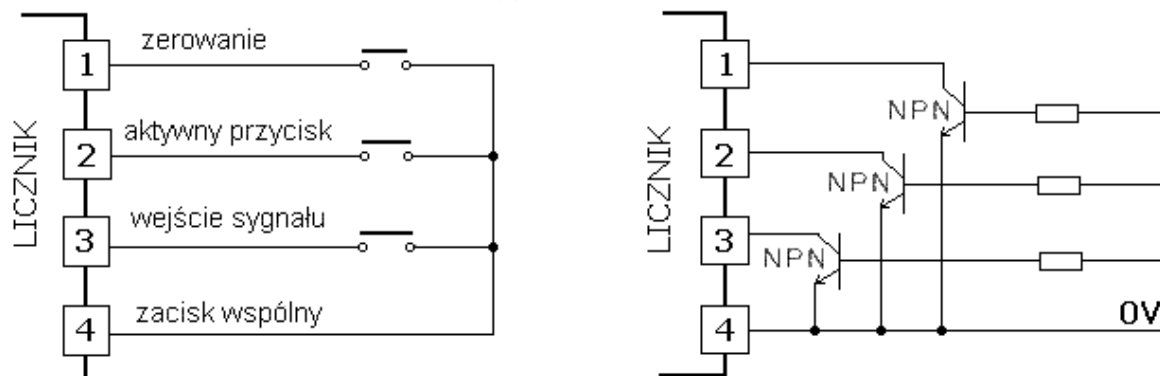 LICZNIK
1
zerowanie
2
aktywny przycisk
3
wejście sygnału
4
zacisk wspólny
LICZNIK
1
NPN
2
NPN
3
NPN
4
0V